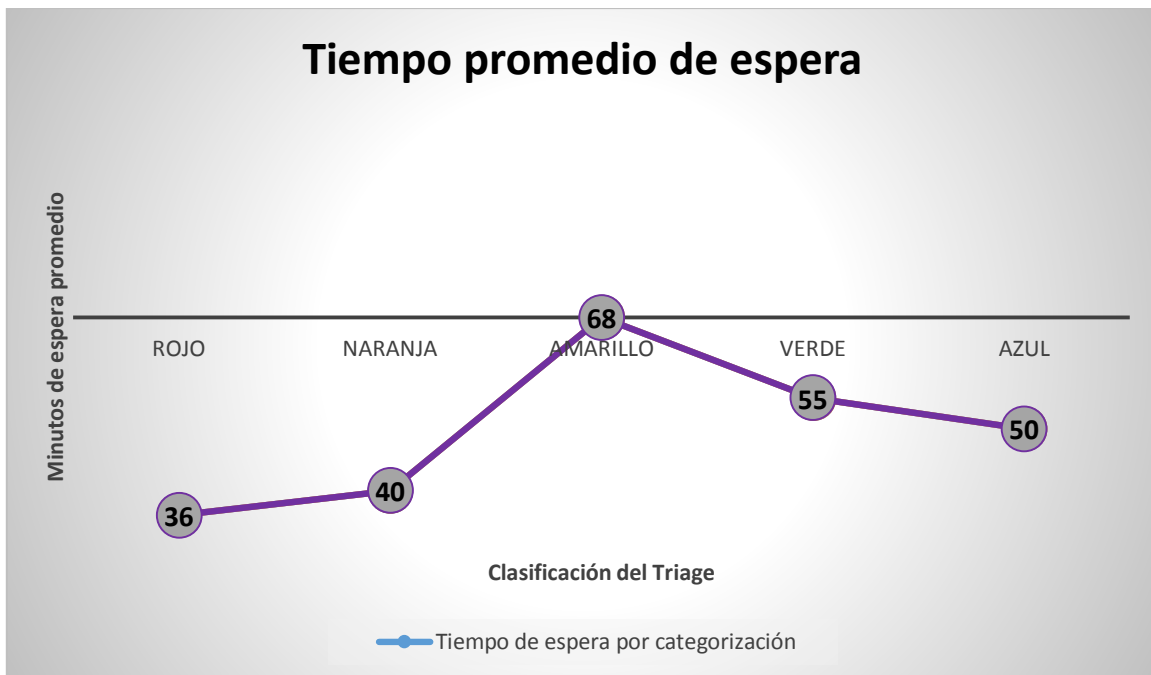 Tiempo promedio de espera
Minutos de espera promedio
ROJO
NARANJA
AMARILLO
VERDE
AZUL
36
40
68
55
50
Clasificación del Triage
Tiempo de espera por categorización